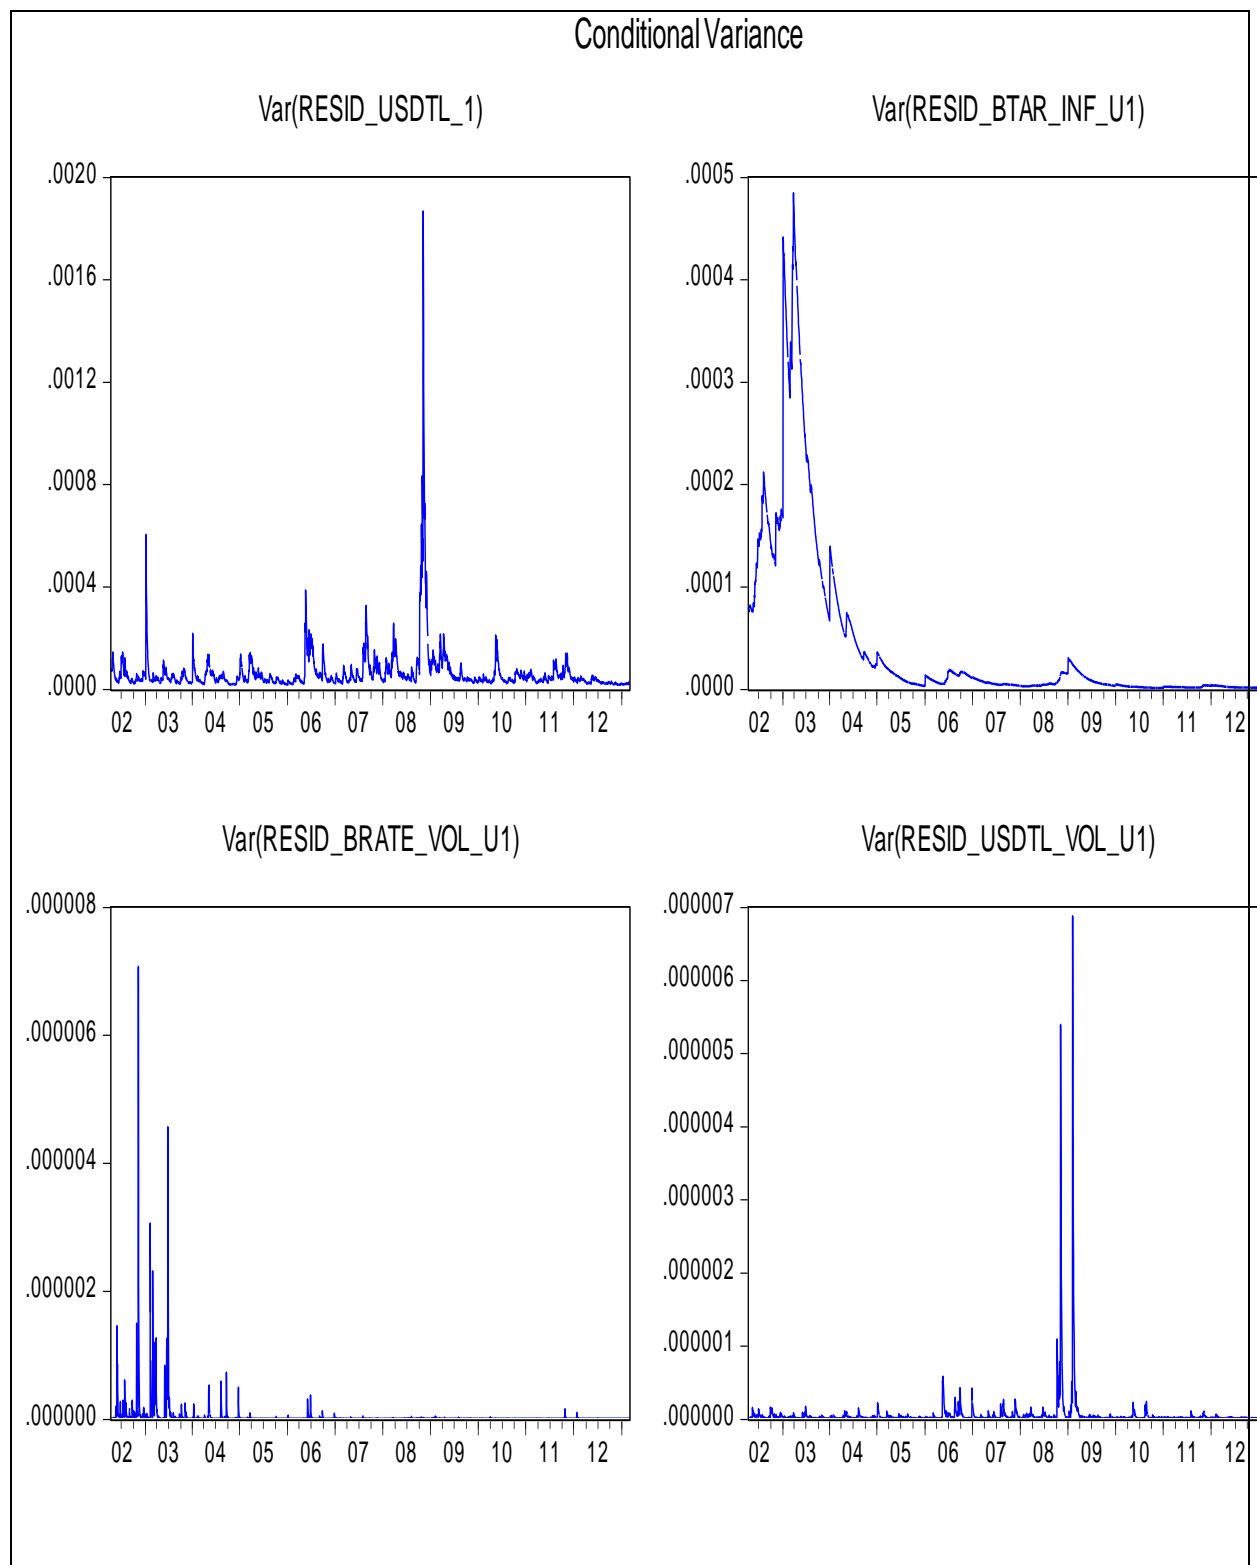 Conditional Variance
Var(RESID_USDTL_1)
.0020
.0016
.0012
.0008
.0004
.0000
02 03 04 05 06 07 08 09 10 11 12
Var(RESID_BTAR_INF_U1)
.0005
.0004
.0003
.0002
.0001
.0000
02 03 04 05 06 07 08 09 10 11 12
Var(RESID_BRATE_VOL_U1)
.000008
.000006
.000004
.000002
.000000
02 03 04 05 06 07 08 09 10 11 12
Var(RESID_USDTL_VOL_U1)
.000007
.000006
.000005
.000004
.000003
.000002
.000001
.000000
02 03 04 05 06 07 08 09 10 11 12